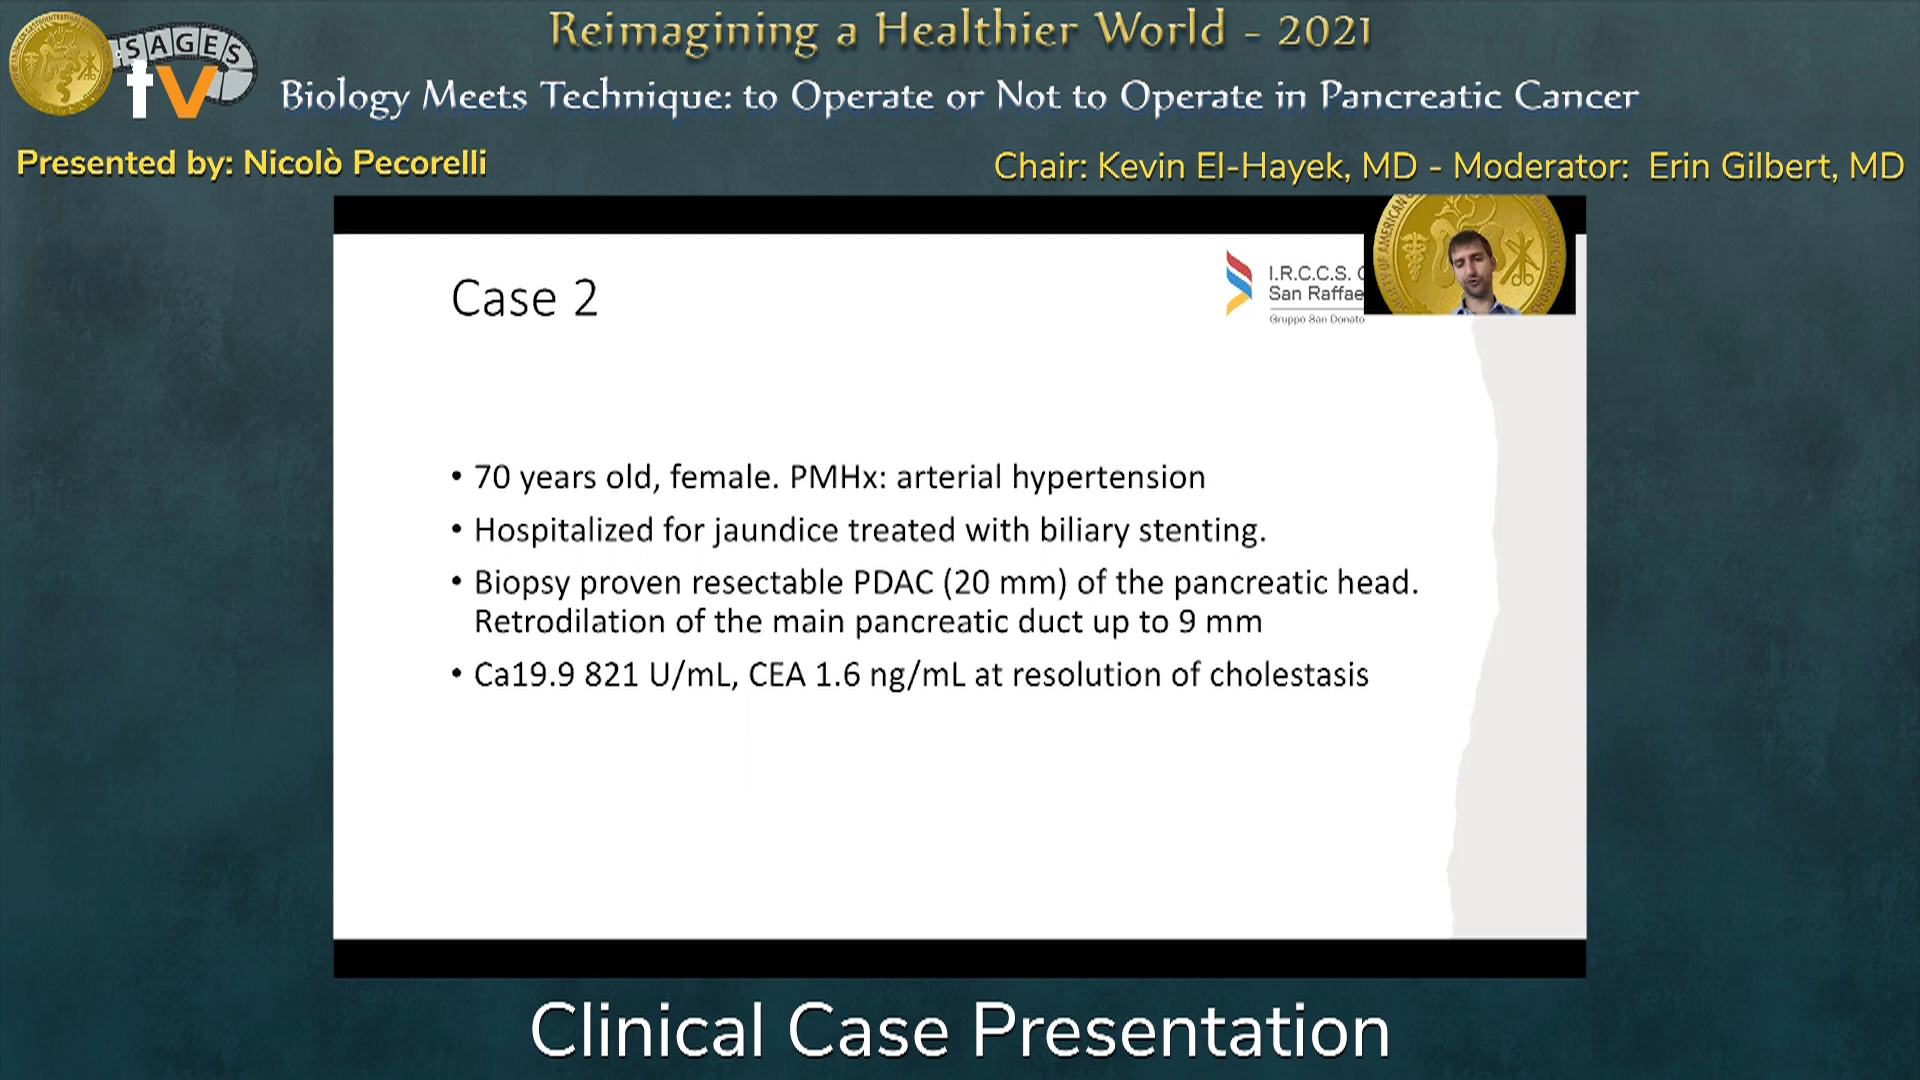 SAGES
tv
Reimagining a Healthier World - 2021
Biology Meets Technique: to Operate or Not to Operate in Pancreatic Cancer
Presented by: Nicolò Pecorelli
Chair: Kevin El-Hayek, MD - Moderator: Erin Gilbert, MD
Case 2
I.R.C.C.S.
San Raffae
Gruppo San Donato
• 70 years old, female. PMHx: arterial hypertension
• Hospitalized for jaundice treated with biliary stenting.
• Biopsy proven resectable PDAC (20 mm) of the pancreatic head.
Retrodilation of the main pancreatic duct up to 9 mm
• Ca19.9 821 U/mL, CEA 1.6 ng/mL at resolution of cholestasis
Clinical Case Presentation